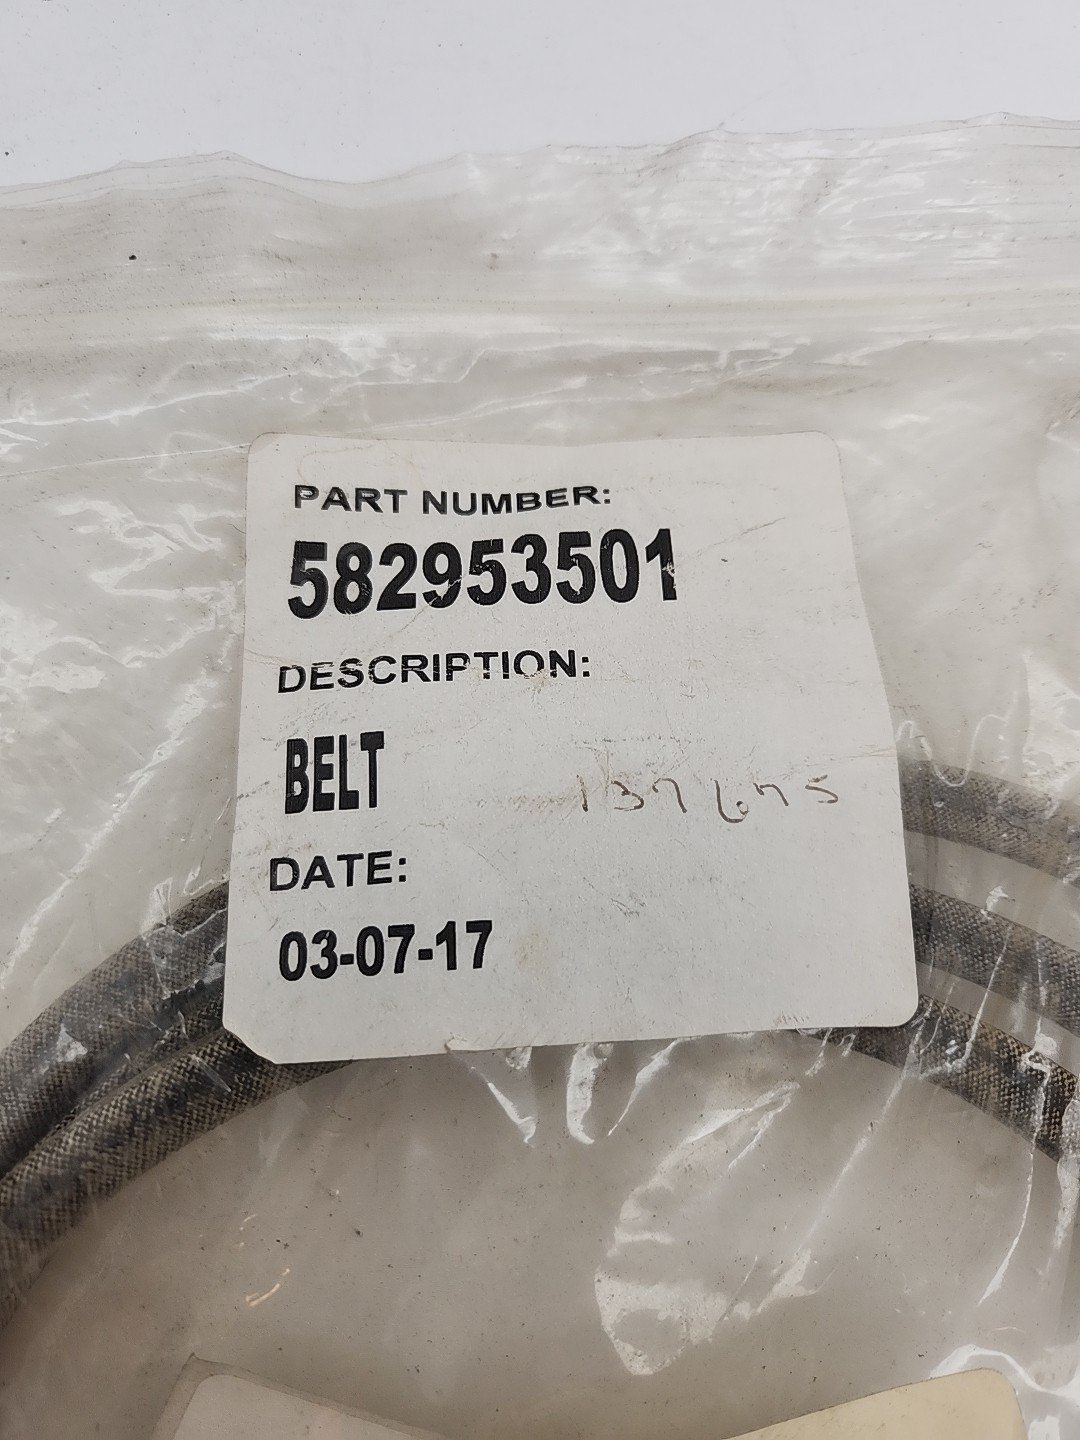 PART NUMBER:
582953501
DESCRIPTION:
BELT
137675
DATE:
03-07-17